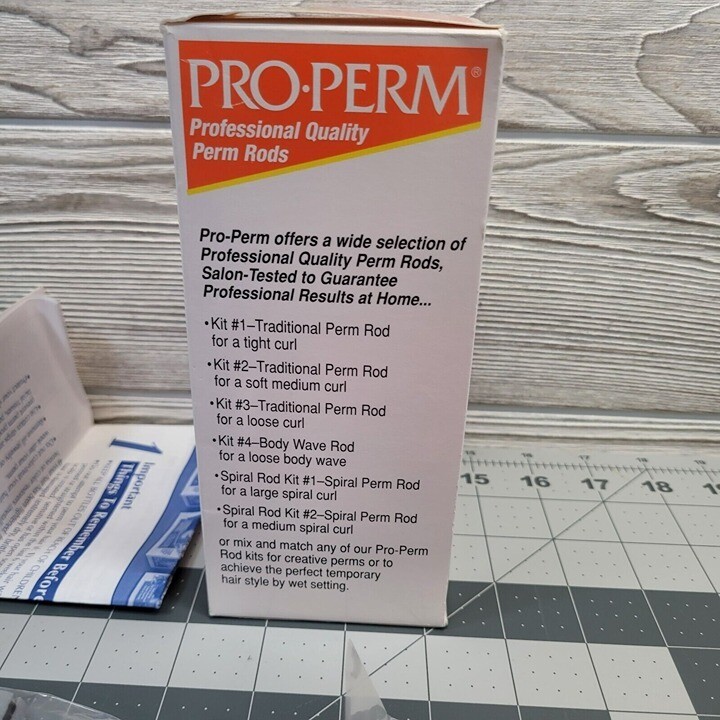 PRO·PERM®
Professional Quality
Perm Rods
Pro-Perm offers a wide selection of
Professional Quality Perm Rods,
Salon-Tested to Guarantee
Professional Results at Home...
•Kit #1–Traditional Perm Rod
for a tight curl
•Kit #2–Traditional Perm Rod
for a soft medium curl
•Kit #3–Traditional Perm Rod
for a loose curl
•Kit #4–Body Wave Rod
for a loose body wave
•Spiral Rod Kit #1–Spiral Perm Rod
for a large spiral curl
•Spiral Rod Kit #2–Spiral Perm Rod
for a medium spiral curl
or mix and match any of our Pro-Perm
Rod kits for creative perms or to
achieve the perfect temporary
hair style by wet setting.
1 Important
Things To Remember Before
15 16 17 18